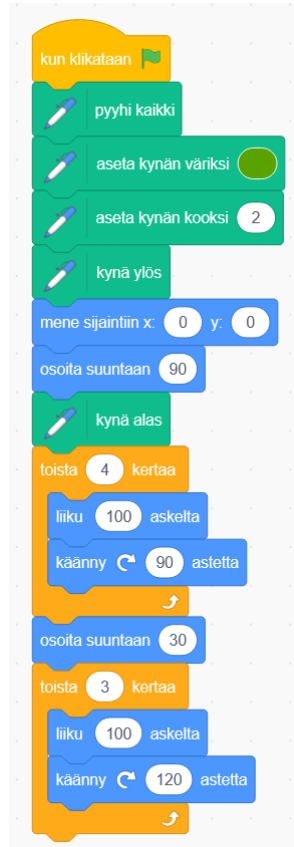 kun klikataan
pyyhi kaikki
aseta kynän väriksi
aseta kynän kooksi 2
kynä ylös
mene sijaintiin x: 0 y: 0
osoita suuntaan 90
kynä alas
toista 4 kertaa
liiku 100 askelta
käänny 90 astetta
osoita suuntaan 30
toista 3 kertaa
liiku 100 askelta
käänny 120 astetta